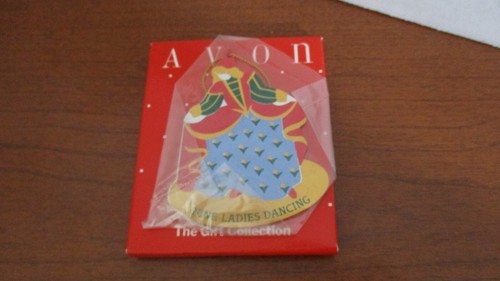 AVON
NINE LADIES DANCING
The Gift Collection